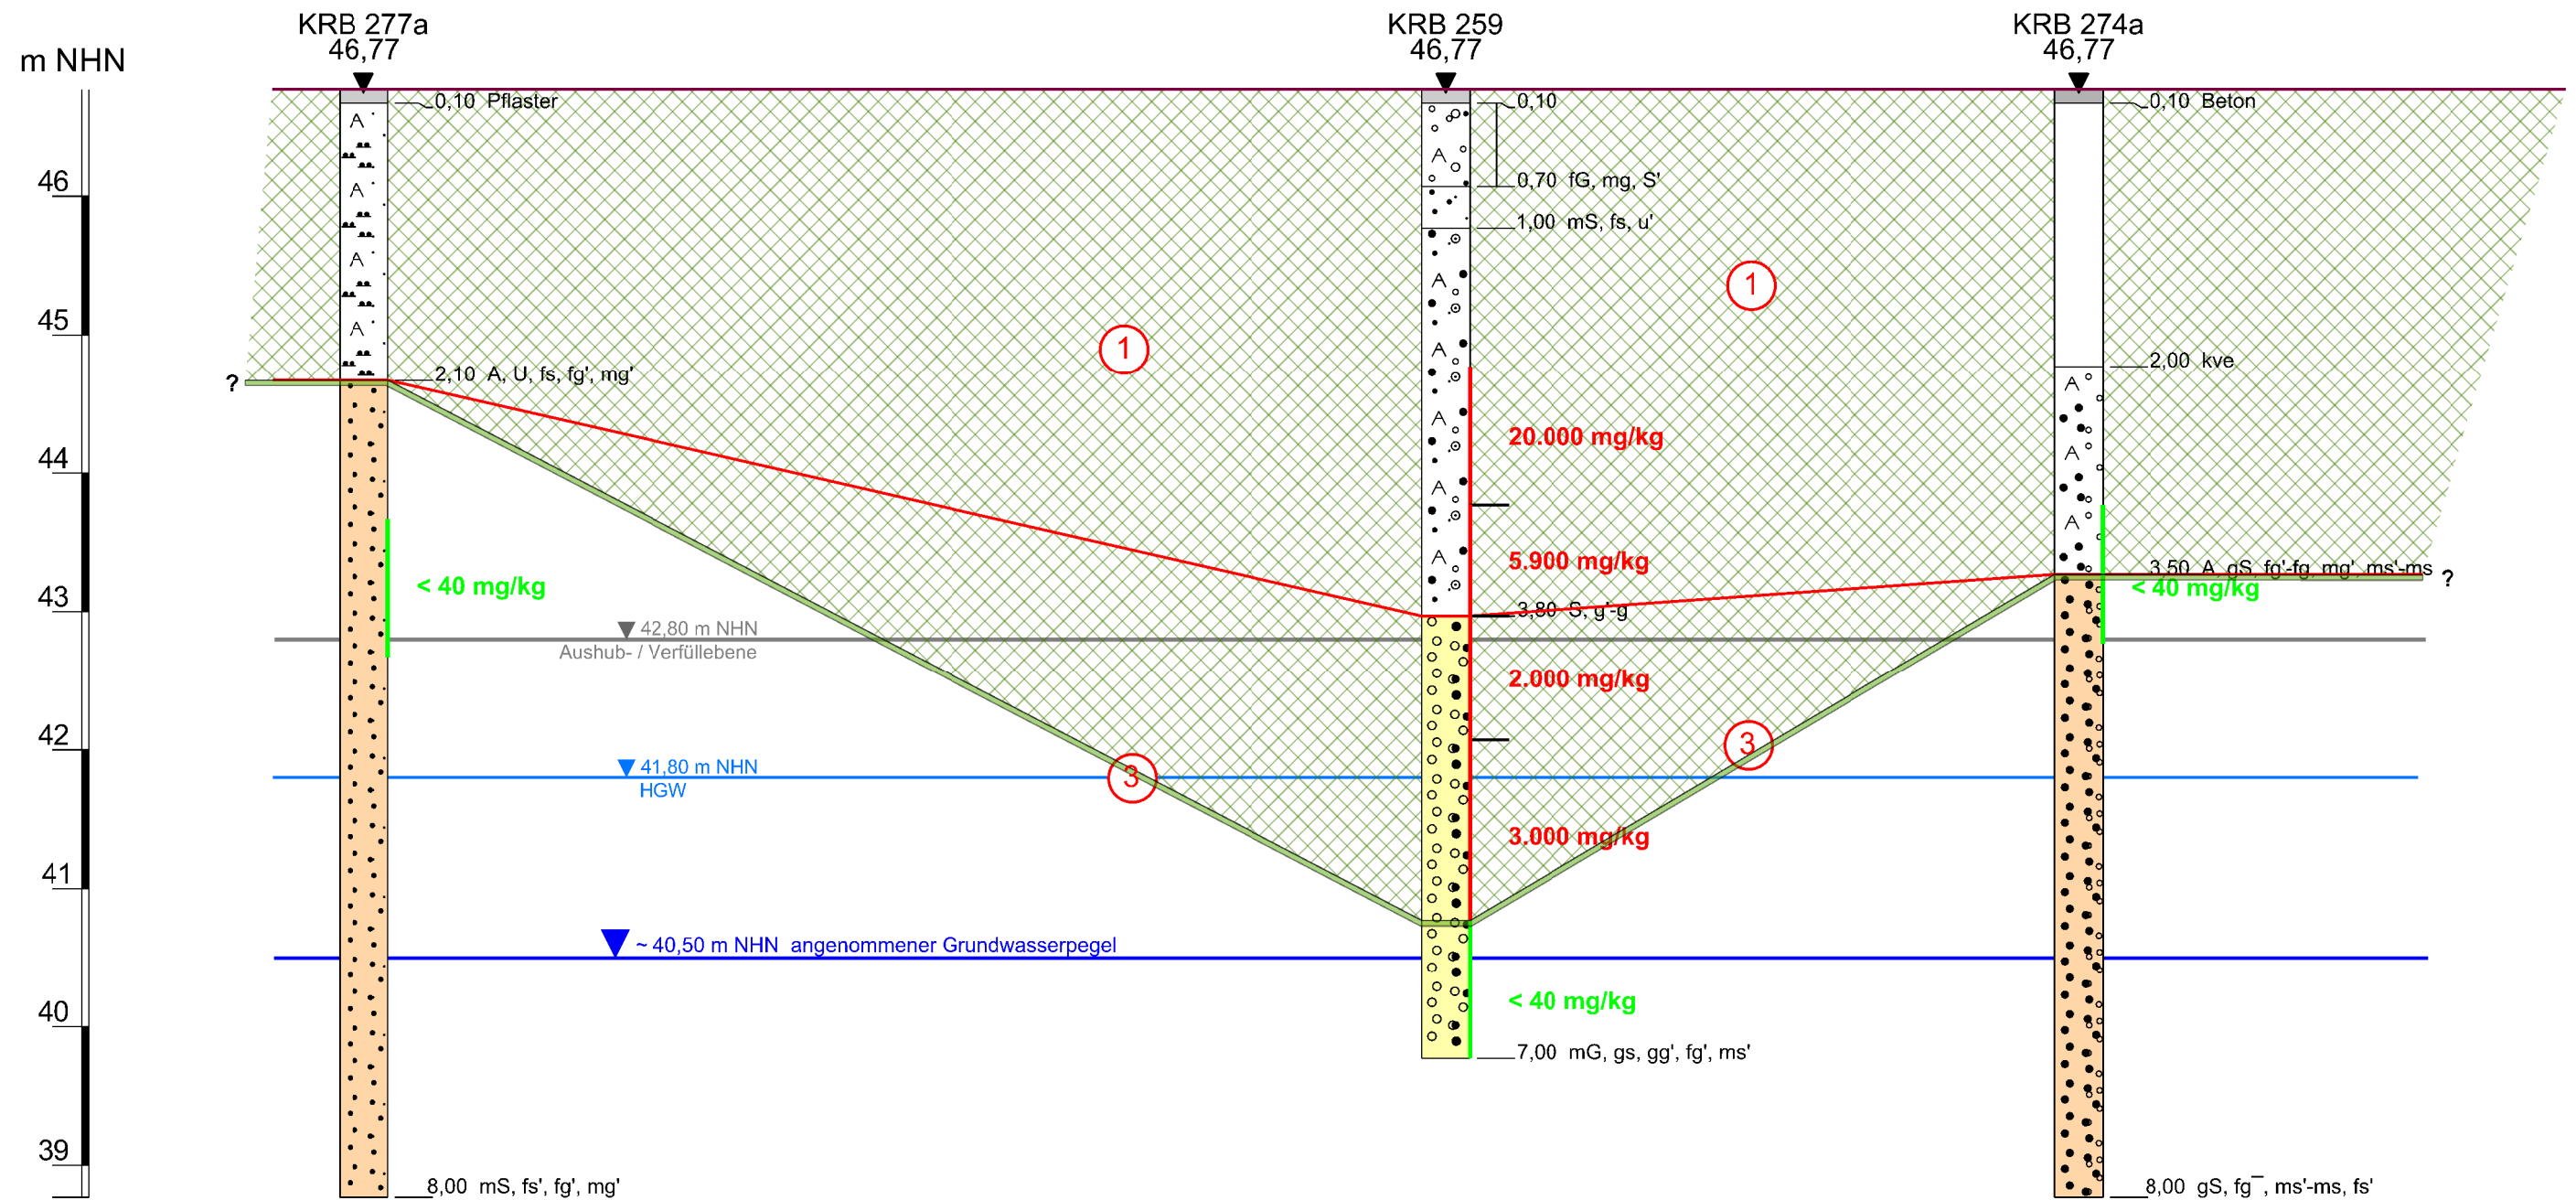 KRB 277a
46,77
KRB 259
46,77
KRB 274a
46,77
m NHN
0,10 Pflaster
0,10
0,10 Beton
46
0,70 fG, mg, S'
1,00 mS, fs, u'
1
45
1
2,00 kve
? 2,10 A, U, fs, fg', mg'
20.000 mg/kg
44
5.900 mg/kg
3,50 A, gS, fg'-fg, mg', ms'-ms ?
< 40 mg/kg
< 40 mg/kg
43
3,80 S, g'-g
42,80 m NHN
Aushub- / Verfüllebene
2.000 mg/kg
42
3
41,80 m NHN
HGW
3
3.000 mg/kg
41
~ 40,50 m NHN angenommener Grundwasserpegel
< 40 mg/kg
40
7,00 mG, gs, gg', fg', ms'
39
8,00 mS, fs', fg', mg'
8,00 gS, fg¯, ms'-ms, fs'